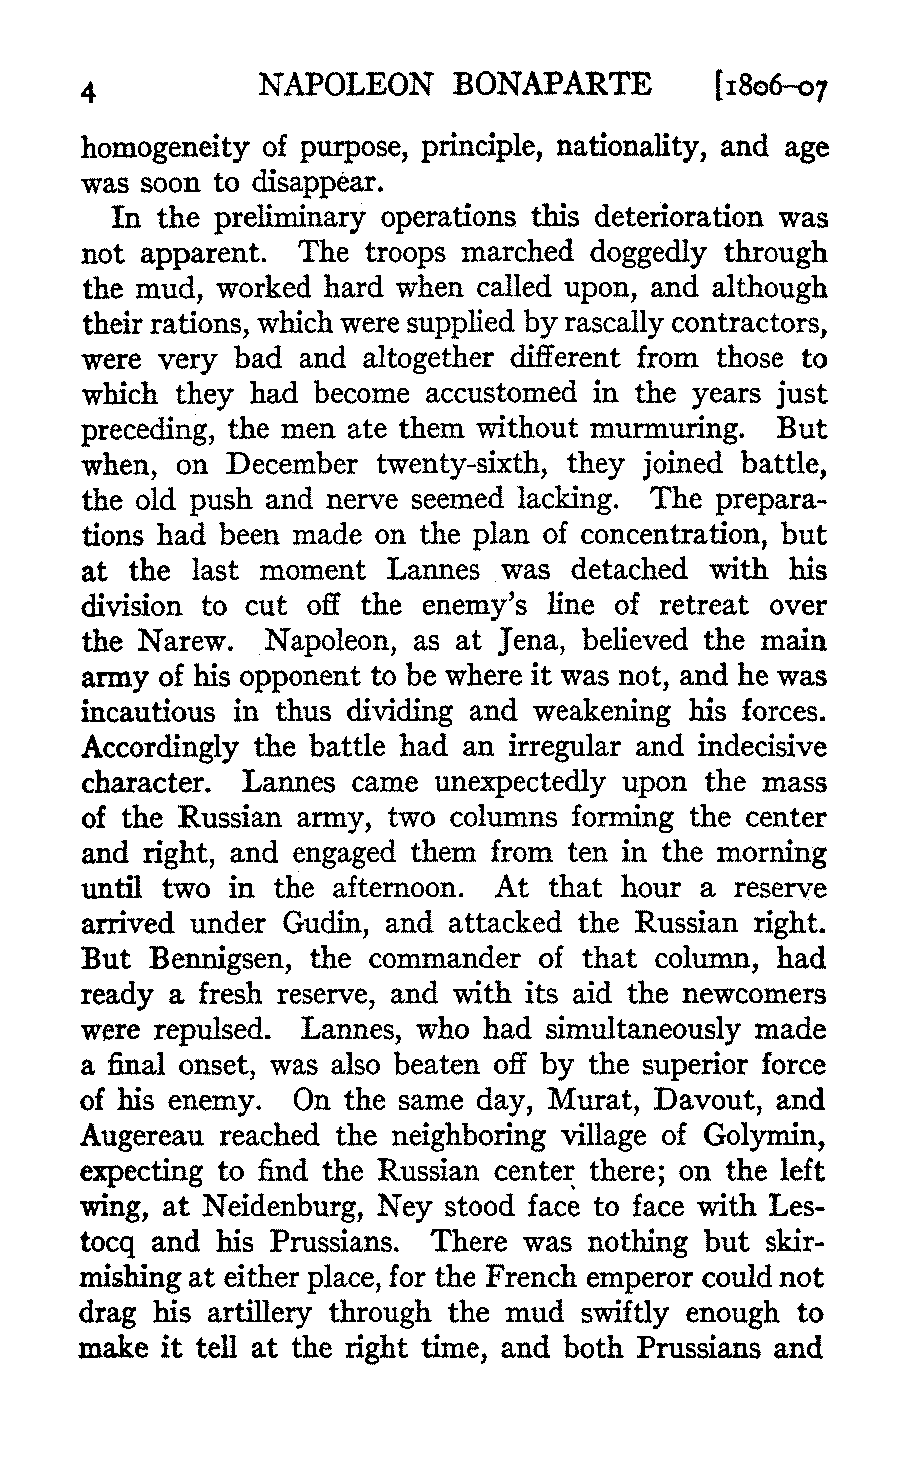 4 NAPOLEON BONAPARTE [1806–07
homogeneity of purpose, principle, nationality, and age
was soon to disappear.
In the preliminary operations this deterioration was
not apparent. The troops marched doggedly through
the mud, worked hard when called upon, and although
their rations, which were supplied by rascally contractors,
were very bad and altogether different from those to
which they had become accustomed in the years just
preceding, the men ate them without murmuring. But
when, on December twenty-sixth, they joined battle,
the old push and nerve seemed lacking. The prepara-
tions had been made on the plan of concentration, but
at the last moment Lannes was detached with his
division to cut off the enemy's line of retreat over
the Narew. Napoleon, as at Jena, believed the main
army of his opponent to be where it was not, and he was
incautious in thus dividing and weakening his forces.
Accordingly the battle had an irregular and indecisive
character. Lannes came unexpectedly upon the mass
of the Russian army, two columns forming the center
and right, and engaged them from ten in the morning
until two in the afternoon. At that hour a reserve
arrived under Gudin, and attacked the Russian right.
But Bennigsen, the commander of that column, had
ready a fresh reserve, and with its aid the newcomers
were repulsed. Lannes, who had simultaneously made
a final onset, was also beaten off by the superior force
of his enemy. On the same day, Murat, Davout, and
Augereau reached the neighboring village of Golymin,
expecting to find the Russian center there; on the left
wing, at Neidenburg, Ney stood face to face with Les-
tocq and his Prussians. There was nothing but skir-
mishing at either place, for the French emperor could not
drag his artillery through the mud swiftly enough to
make it tell at the right time, and both Prussians and